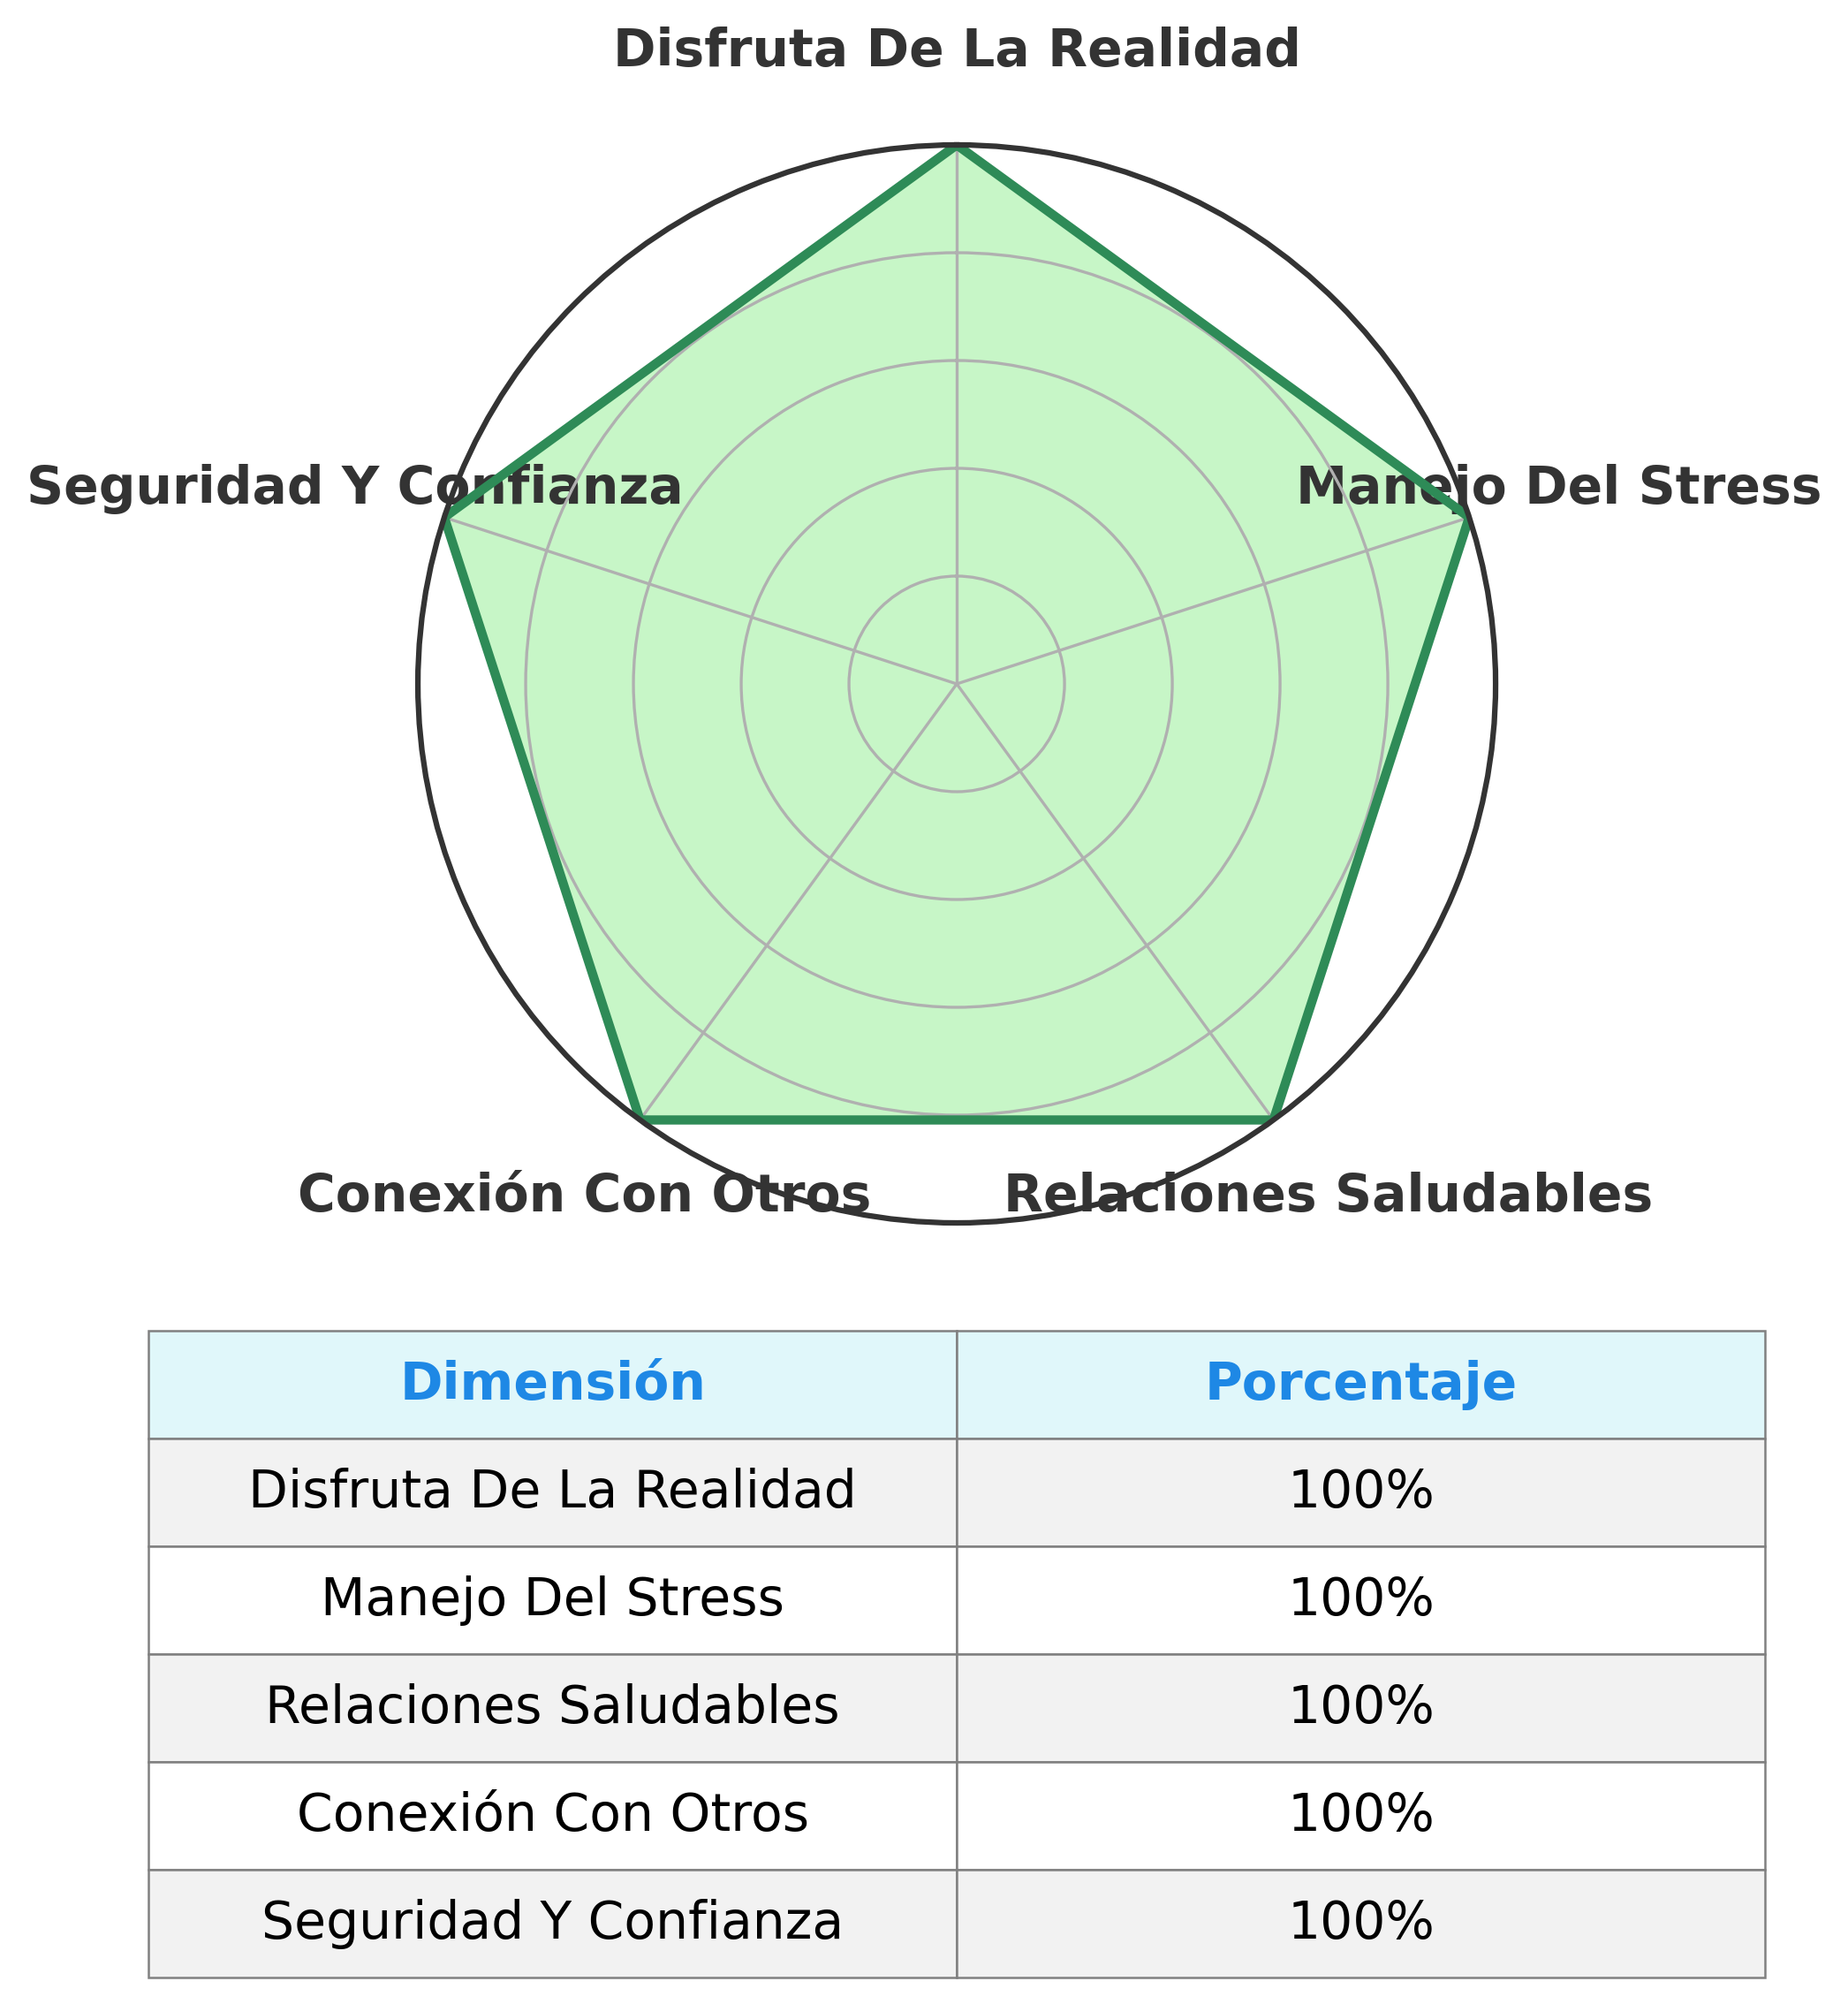 Disfruta De La Realidad
Seguridad Y Confianza
Manejo Del Stress
Conexión Con Otros
Relaciones Saludables
Dimensión Porcentaje
Disfruta De La Realidad 100%
Manejo Del Stress 100%
Relaciones Saludables 100%
Conexión Con Otros 100%
Seguridad Y Confianza 100%